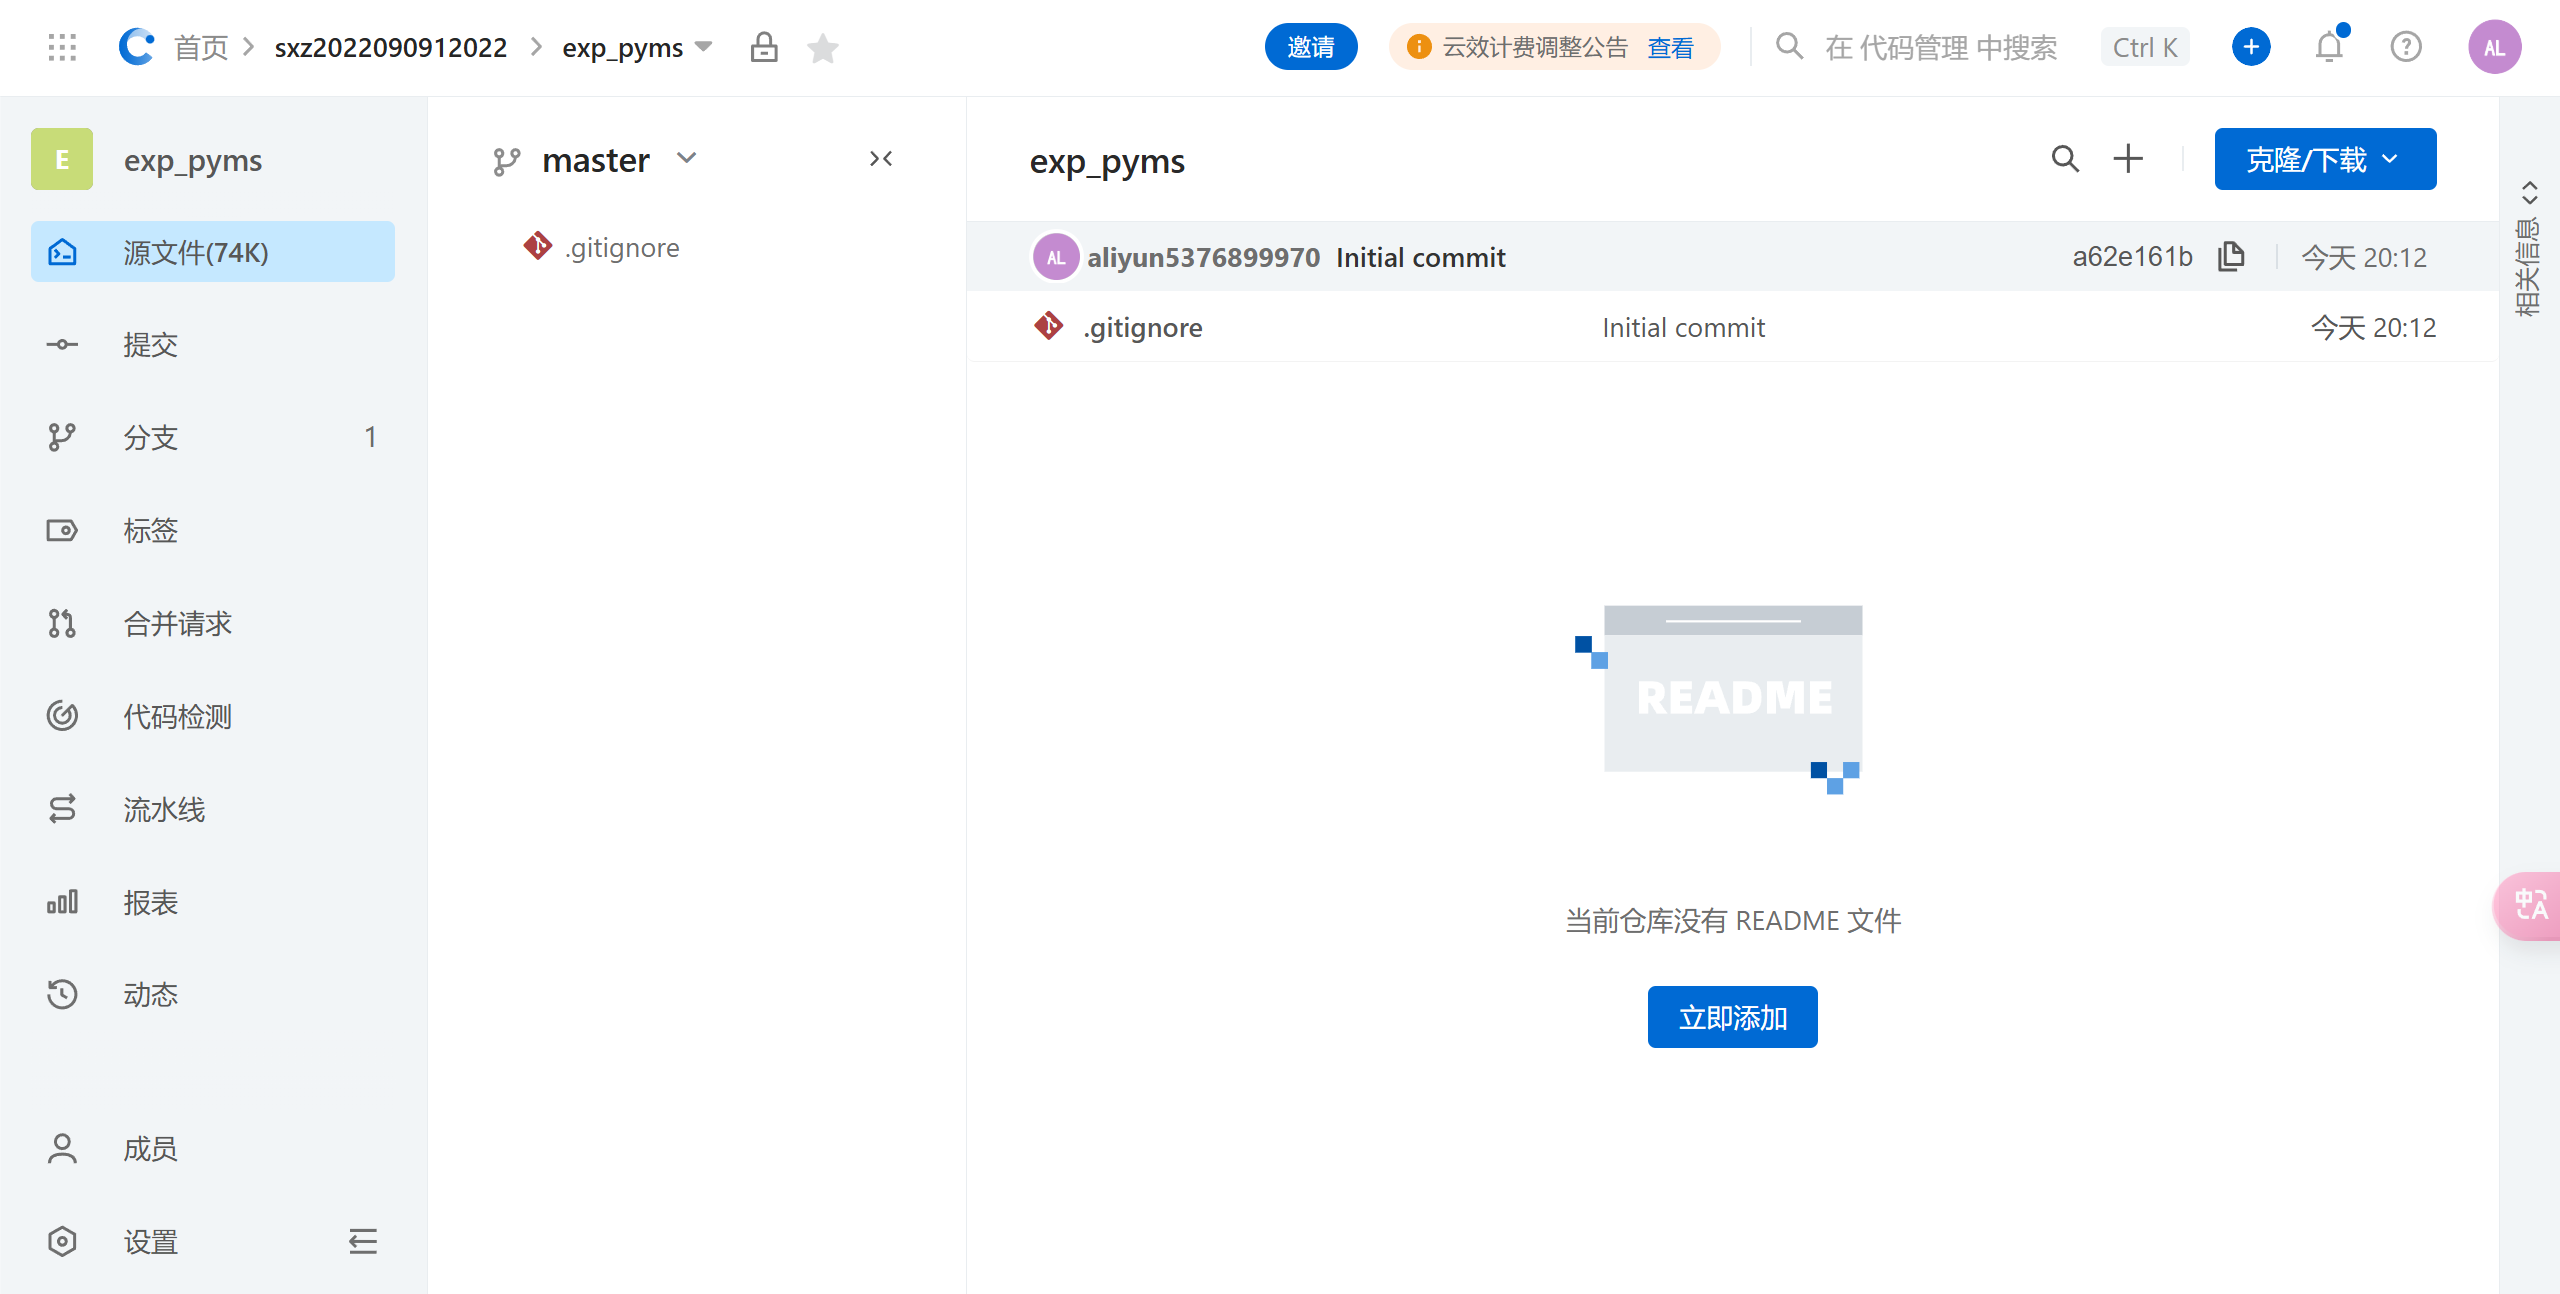 首页 > sxz2022090912022 > exp_pyms
邀请
云效计费调整公告 查看
在 代码管理 中搜索 Ctrl K
AL
E exp_pyms
源文件(74K)
提交
分支 1
标签
合并请求
代码检测
流水线
报表
动态
成员
设置
master
.gitignore
exp_pyms
克隆/下载
AL aliyun5376899970 Initial commit a62e161b 今天 20:12
.gitignore Initial commit 今天 20:12
README
当前仓库没有 README 文件
立即添加
相关信息
中A